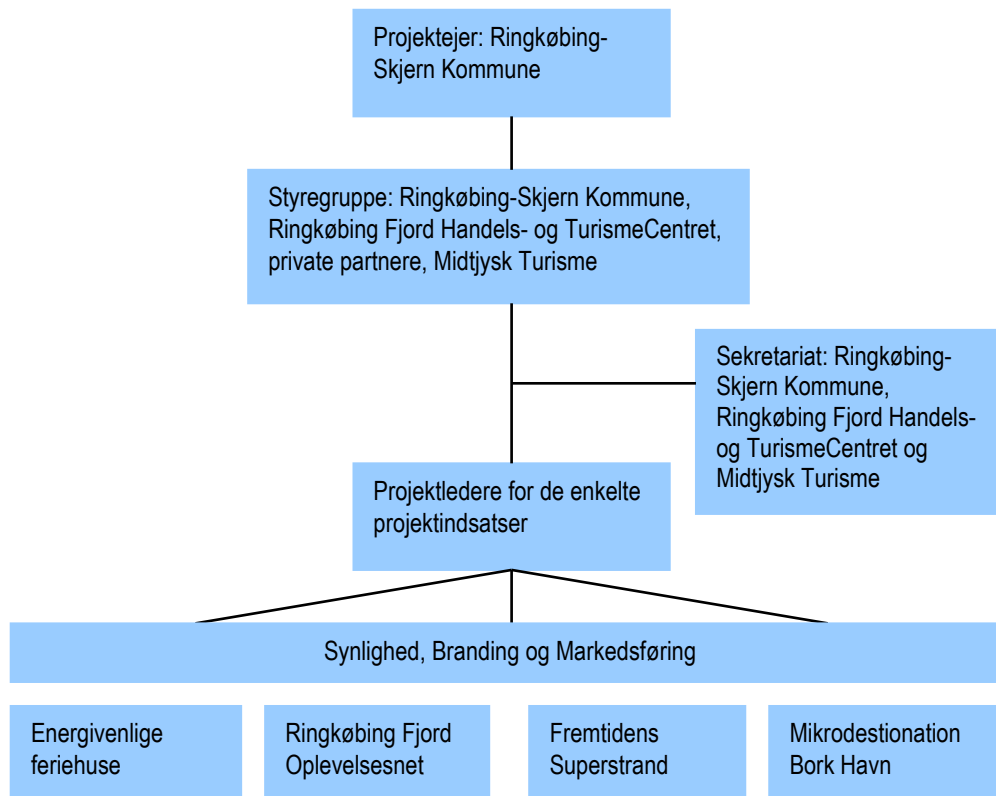 Projektejer: Ringkøbing-
Skjern Kommune
Styregruppe: Ringkøbing-Skjern Kommune,
Ringkøbing Fjord Handels- og TurismeCentret,
private partnere, Midtjysk Turisme
Sekretariat: Ringkøbing-
Skjern Kommune,
Ringkøbing Fjord Handels-
og TurismeCentret og
Midtjysk Turisme
Projektledere for de enkelte
projektindsatser
Synlighed, Branding og Markedsføring
Energivenlige
feriehuse
Ringkøbing Fjord
Oplevelsesnet
Fremtidens
Superstrand
Mikrodestionation
Bork Havn